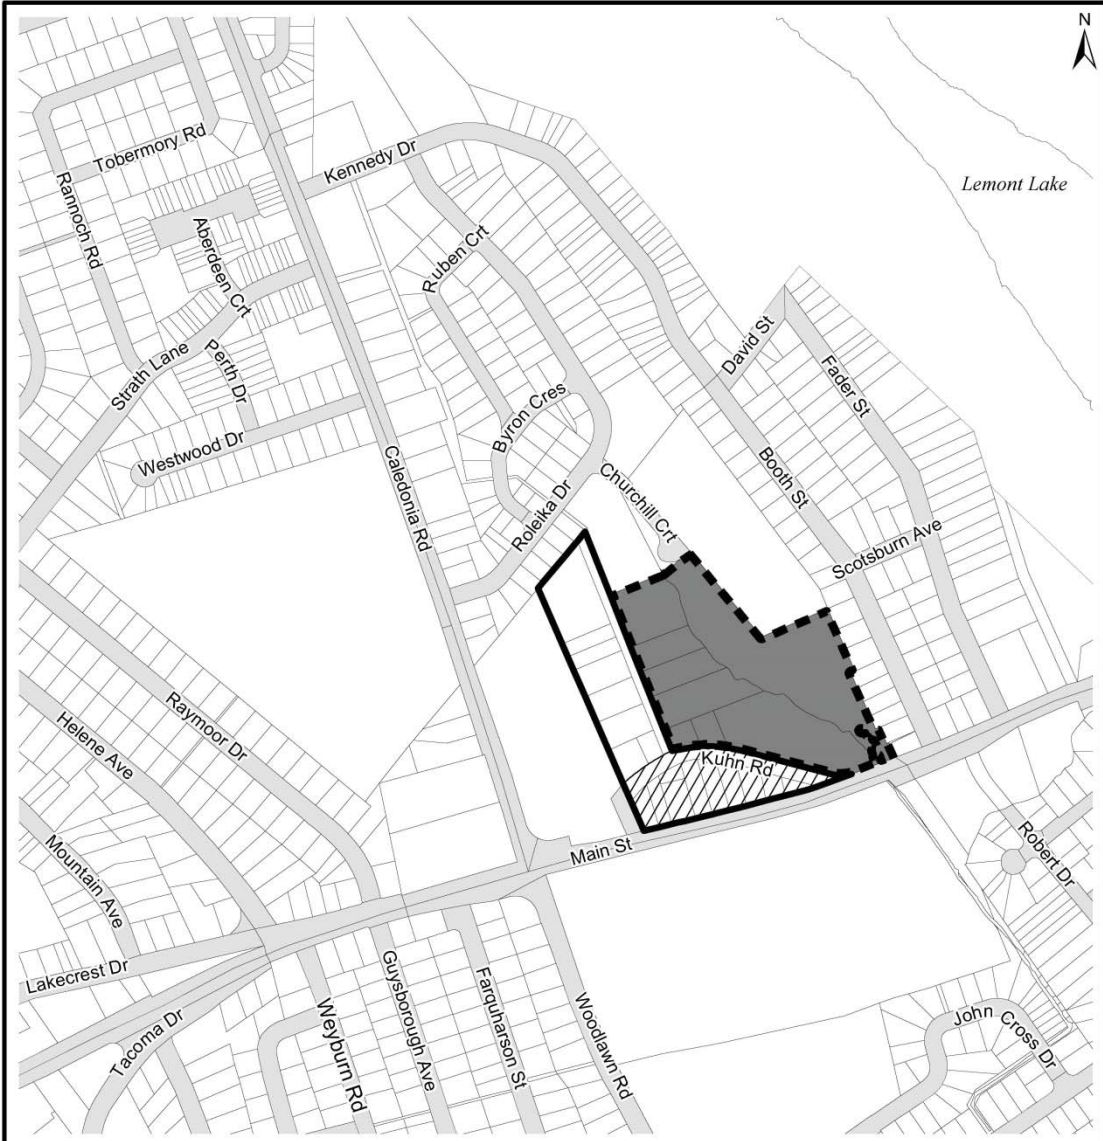 N
Lemont Lake
Tobermory Rd
Kennedy Dr
Rannoch Rd
Aberdeen Crt
Ruben Crt
Strath Lane
Perth Dr
David St
Fader St
Byron Cres
Westwood Dr
Caledonia Rd
Booth St
Churchill Crt
Roleika Dr
Scotsburn Ave
Raymoor Dr
Helene Ave
Kuhn Rd
Mountain Ave
Main St
Robert Dr
Lakecrest Dr
Tacoma Dr
Weyburn Rd
Guysborough Ave
Farquharson St
Woodlawn Rd
John Cross Dr